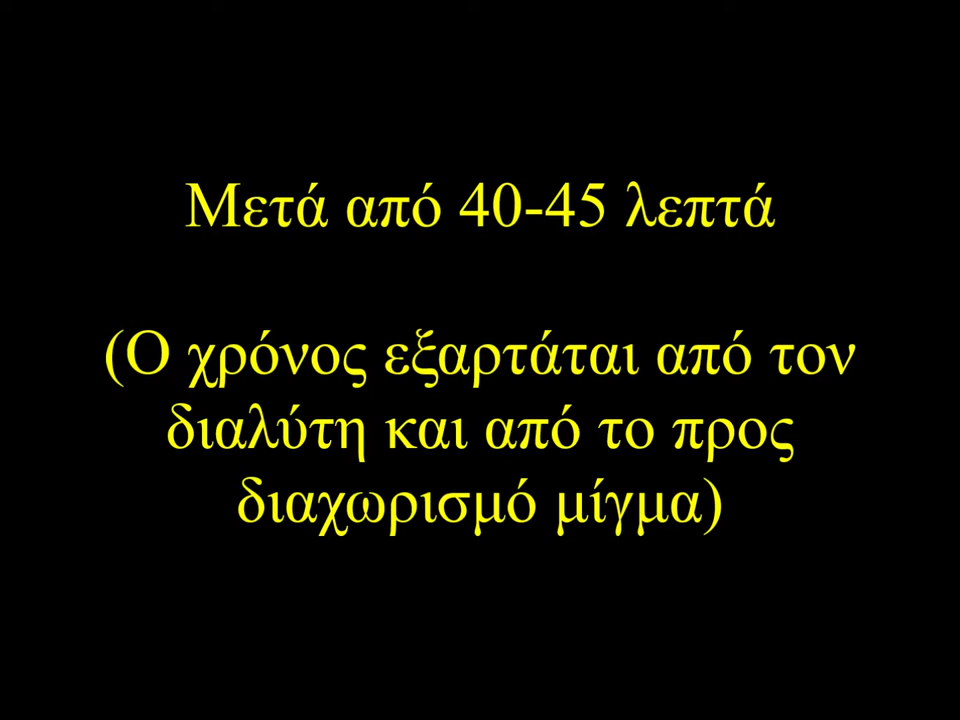 Μετά από 40-45 λεπτά
(Ο χρόνος εξαρτάται από τον
διαλύτη και από το προς
διαχωρισμό μίγμα)